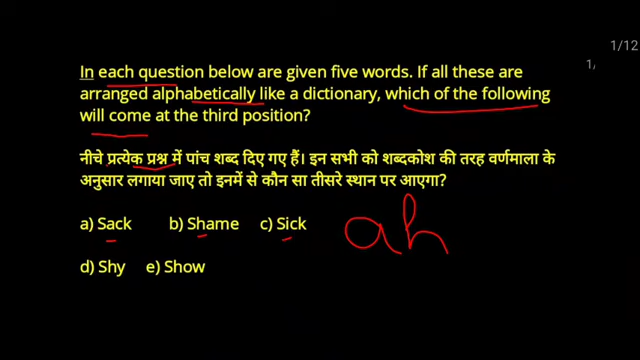 1/12
1/
In each question below are given five words. If all these are
arranged alphabetically like a dictionary, which of the following
will come at the third position?
नीचे प्रत्येक प्रश्न में पांच शब्द दिए गए हैं। इन सभी को शब्दकोश की तरह वर्णमाला के
अनुसार लगाया जाए तो इनमें से कौन सा तीसरे स्थान पर आएगा?
a) Sack b) Shame c) Sick ah
d) Shy e) Show